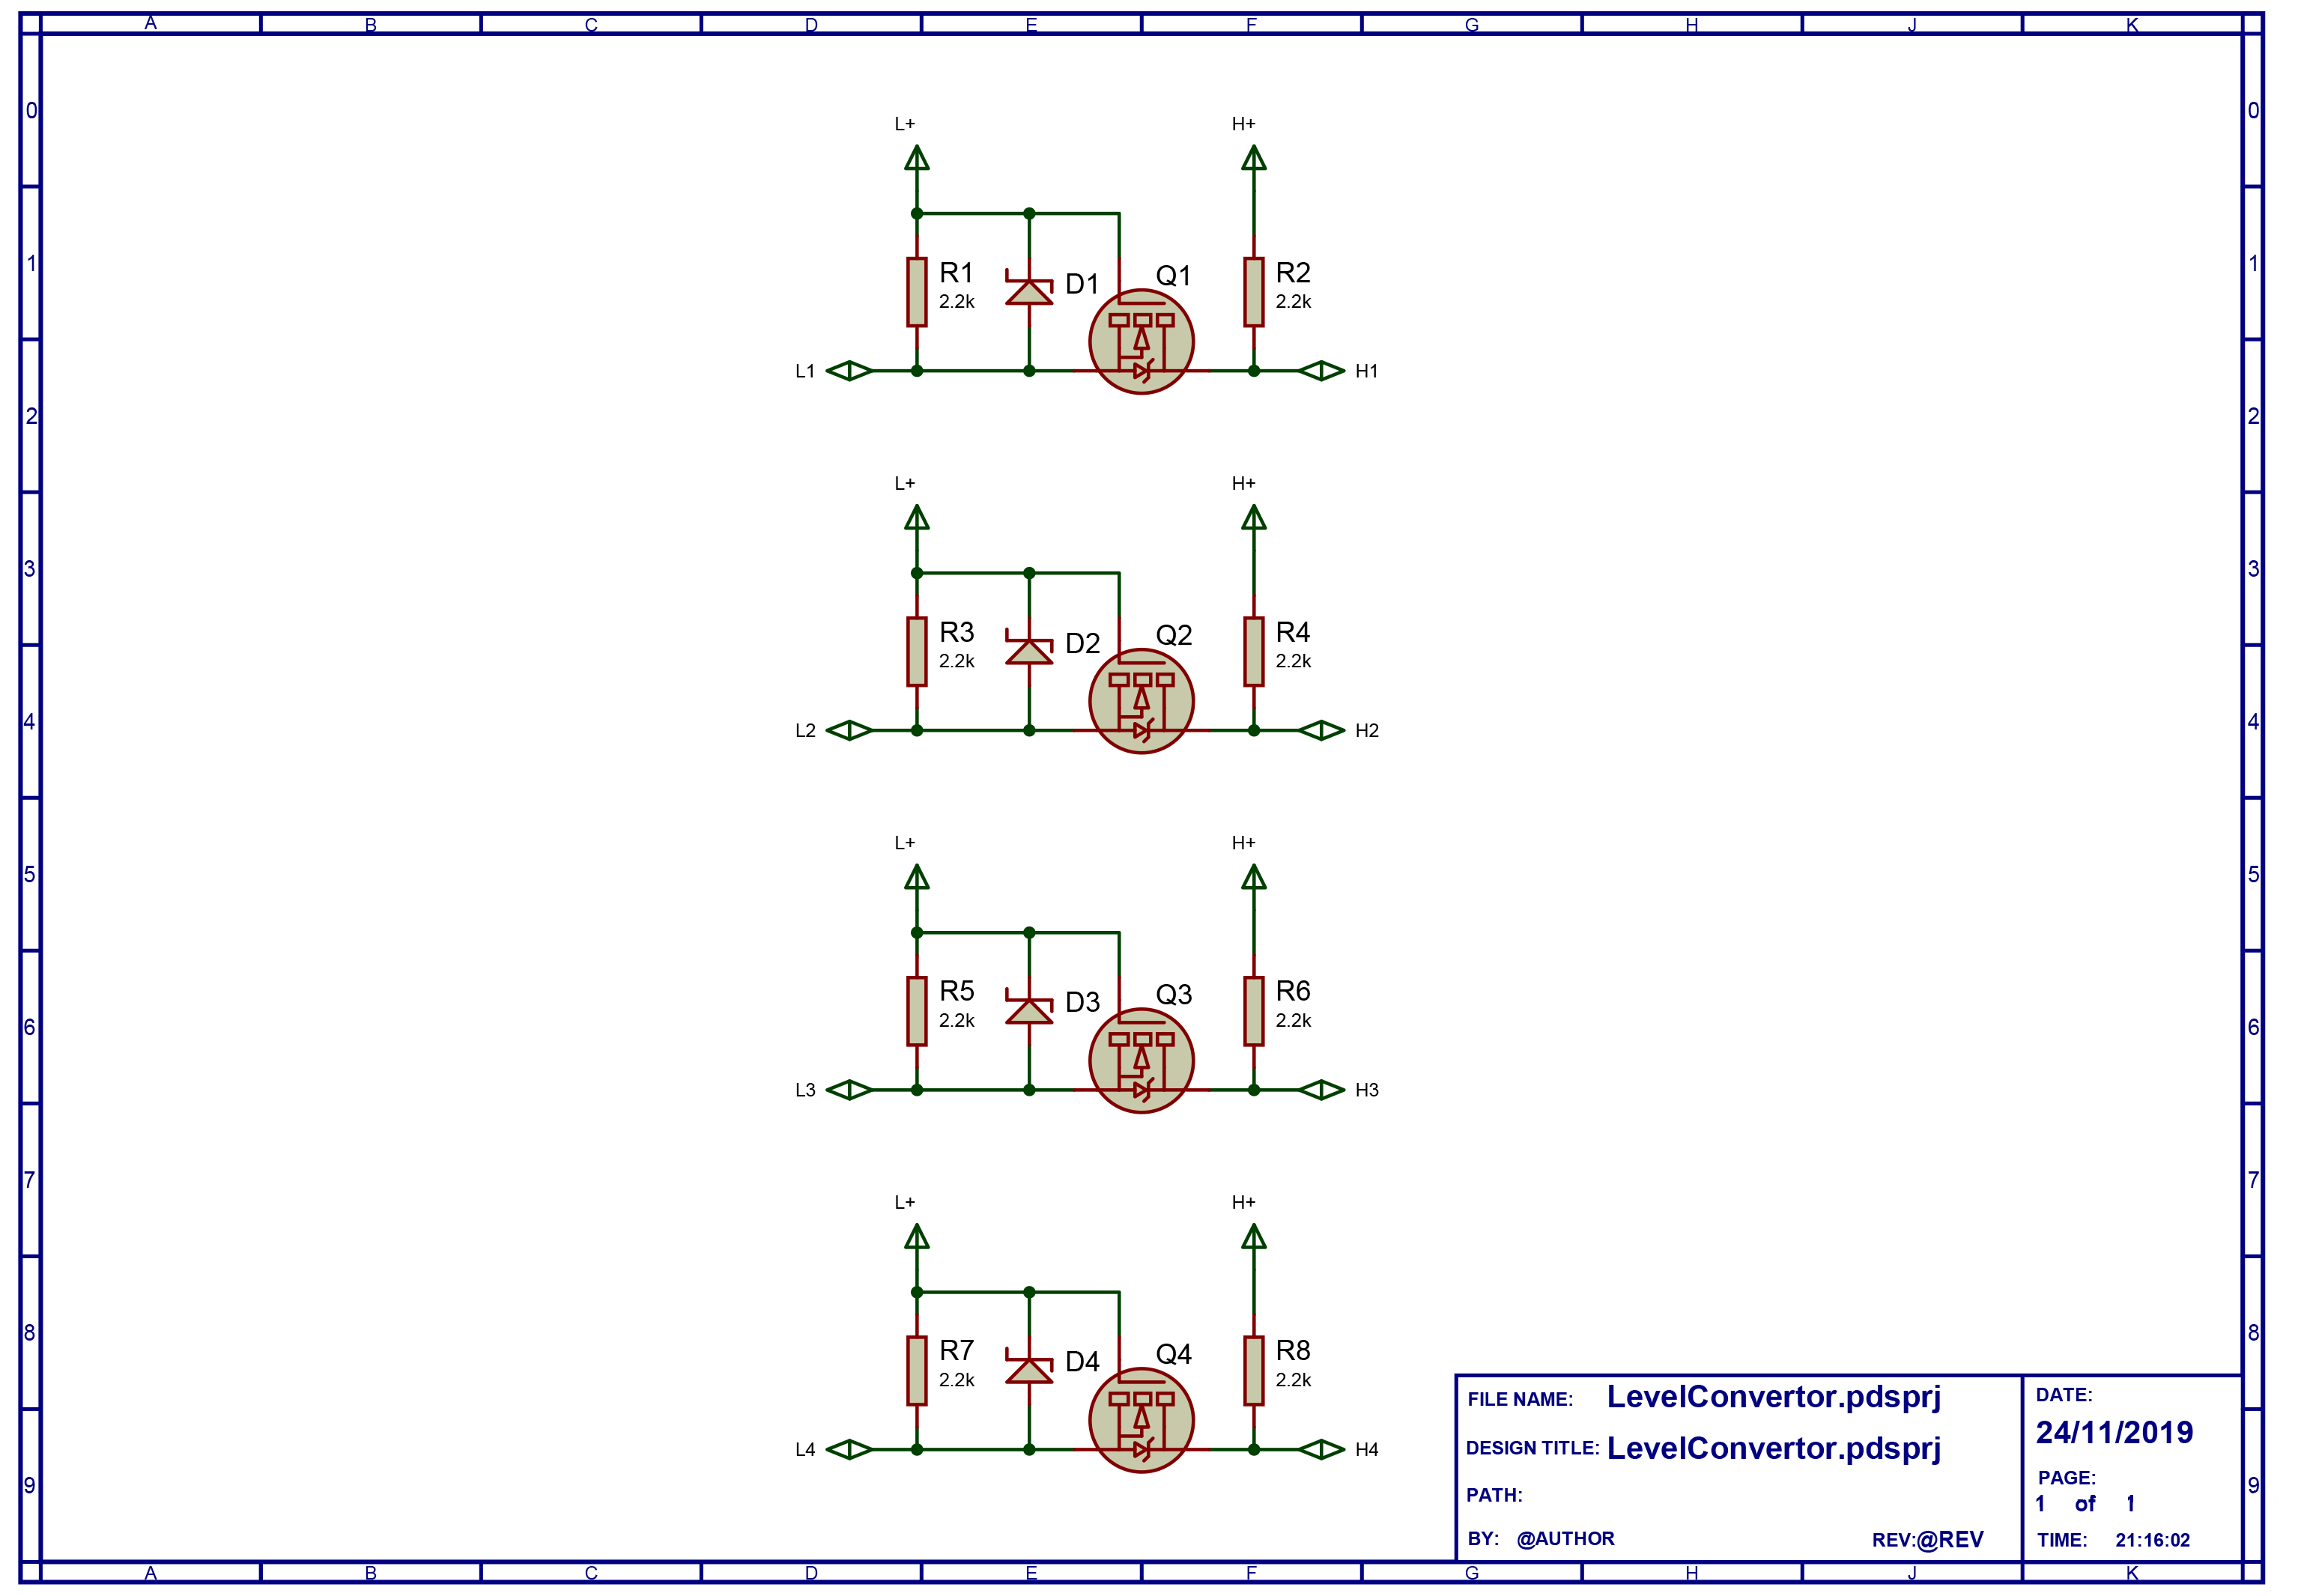 A B C D E F G H J K
0 0
L+ H+
1 1
R1 D1 Q1 R2
2.2k 2.2k
L1 H1
2 2
L+ H+
3 3
R3 D2 Q2 R4
2.2k 2.2k
L2 H2
4 4
L+ H+
5 5
R5 D3 Q3 R6
2.2k 2.2k
6 6
L3 H3
7 7
L+ H+
8 8
R7 D4 Q4 R8
2.2k 2.2k
L4 H4
9 9
FILE NAME: LevelConvertor.pdsprj
DESIGN TITLE: LevelConvertor.pdsprj
PATH:
BY: @AUTHOR REV:@REV
DATE:
24/11/2019
PAGE:
1 of 1
TIME: 21:16:02
A B C D E F G H J K